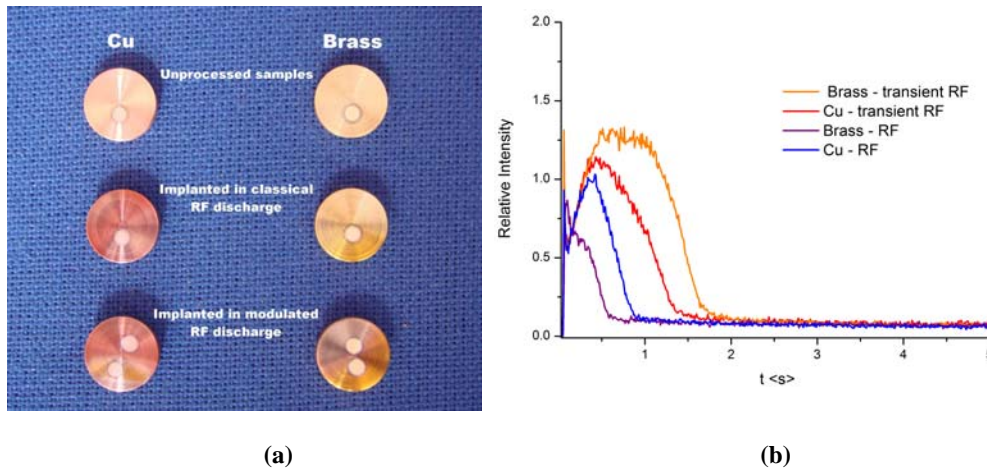 Cu
Brass
Unprocessed samples
Implanted in classical
RF discharge
Implanted in modulated
RF discharge
(a)
2.0
1.5
1.0
0.5
0.0
Relative Intensity
Brass - transient RF
Cu - transient RF
Brass - RF
Cu - RF
1
2
3
4
5
t <s>
(b)